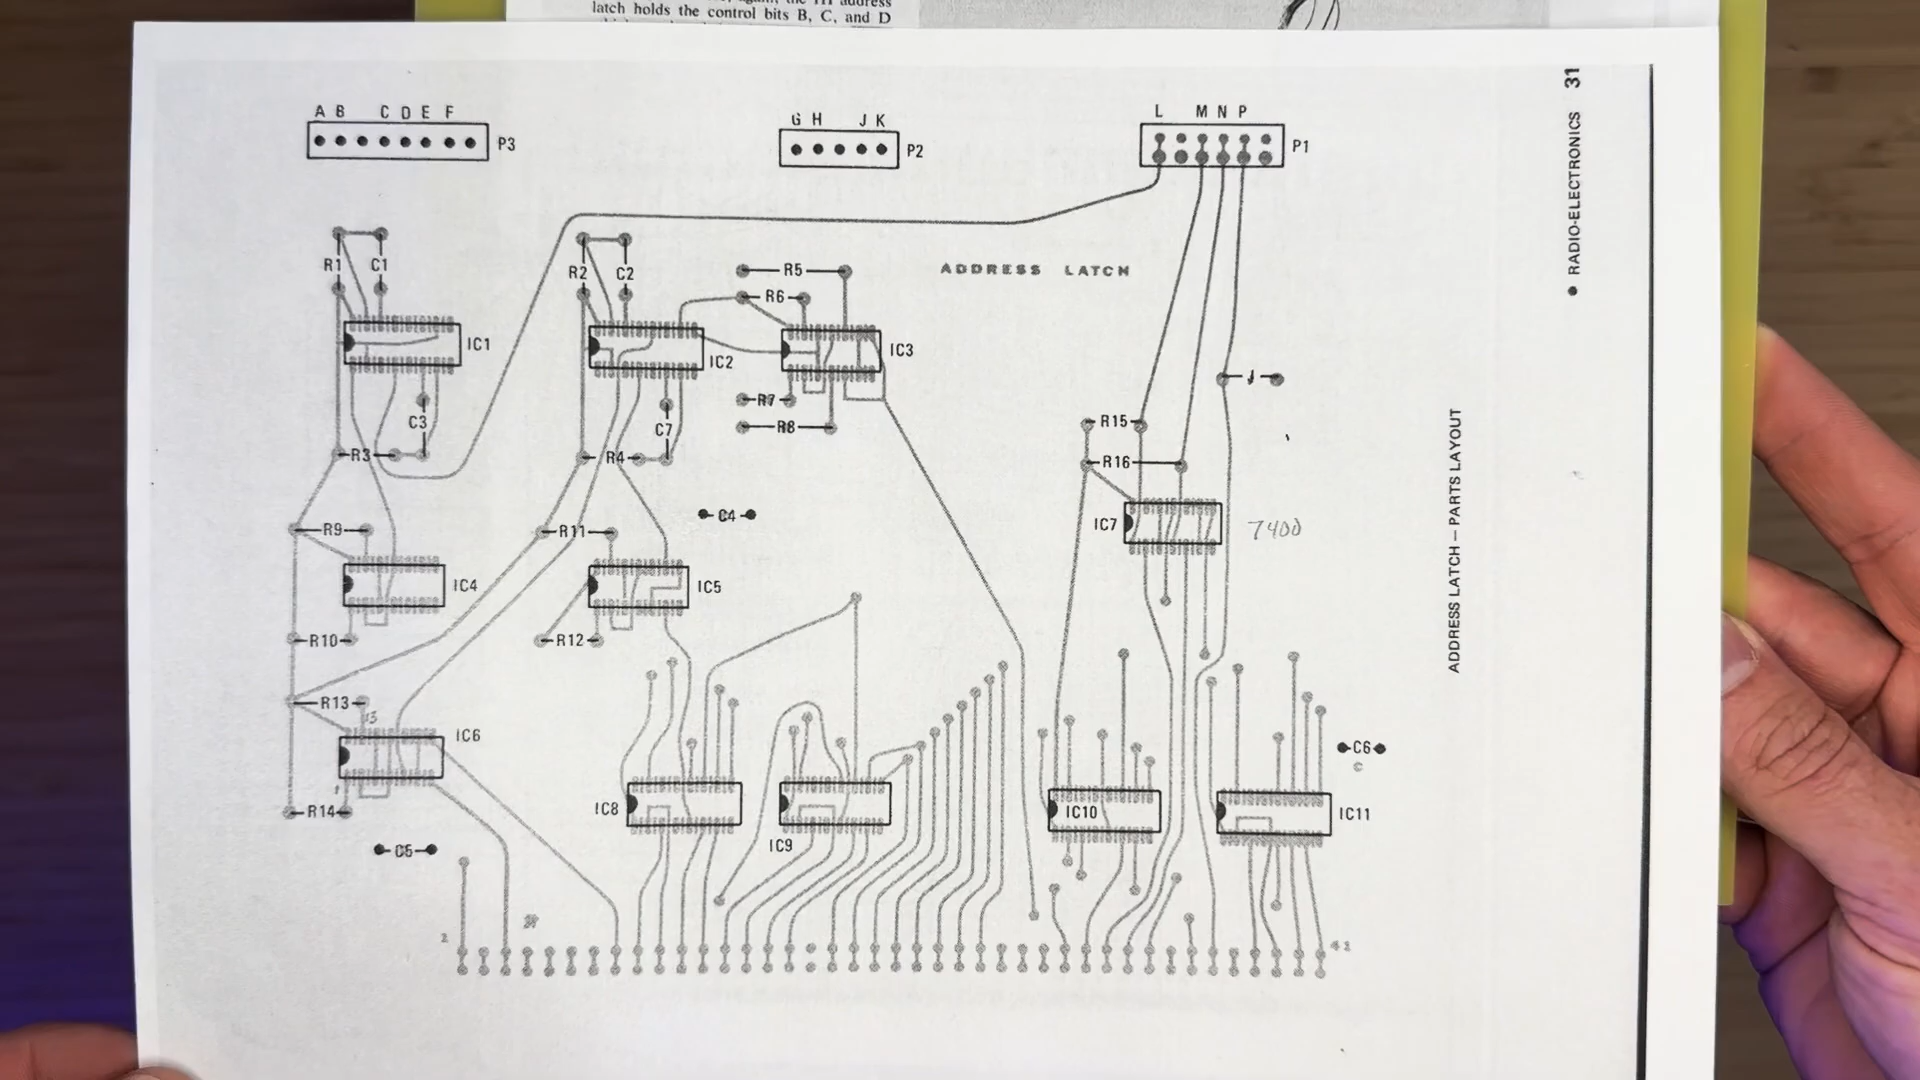 latch holds the control bits B, C, and D
A B C D E F
P3
G H J K
P2
L M N P
P1
RADIO-ELECTRONICS 31
R1 C1
R2 C2
R5
R6
ADDRESS LATCH
IC1
IC2
IC3
C3
R3
C7
R4
R7
R8
J
R15
R16
IC7
7400
C4
R9
R11
IC4
IC5
R10
R12
R13
13
IC6
1
R14
C5
IC8
IC9
IC10
IC11
C6
C
2
42
ADDRESS LATCH – PARTS LAYOUT